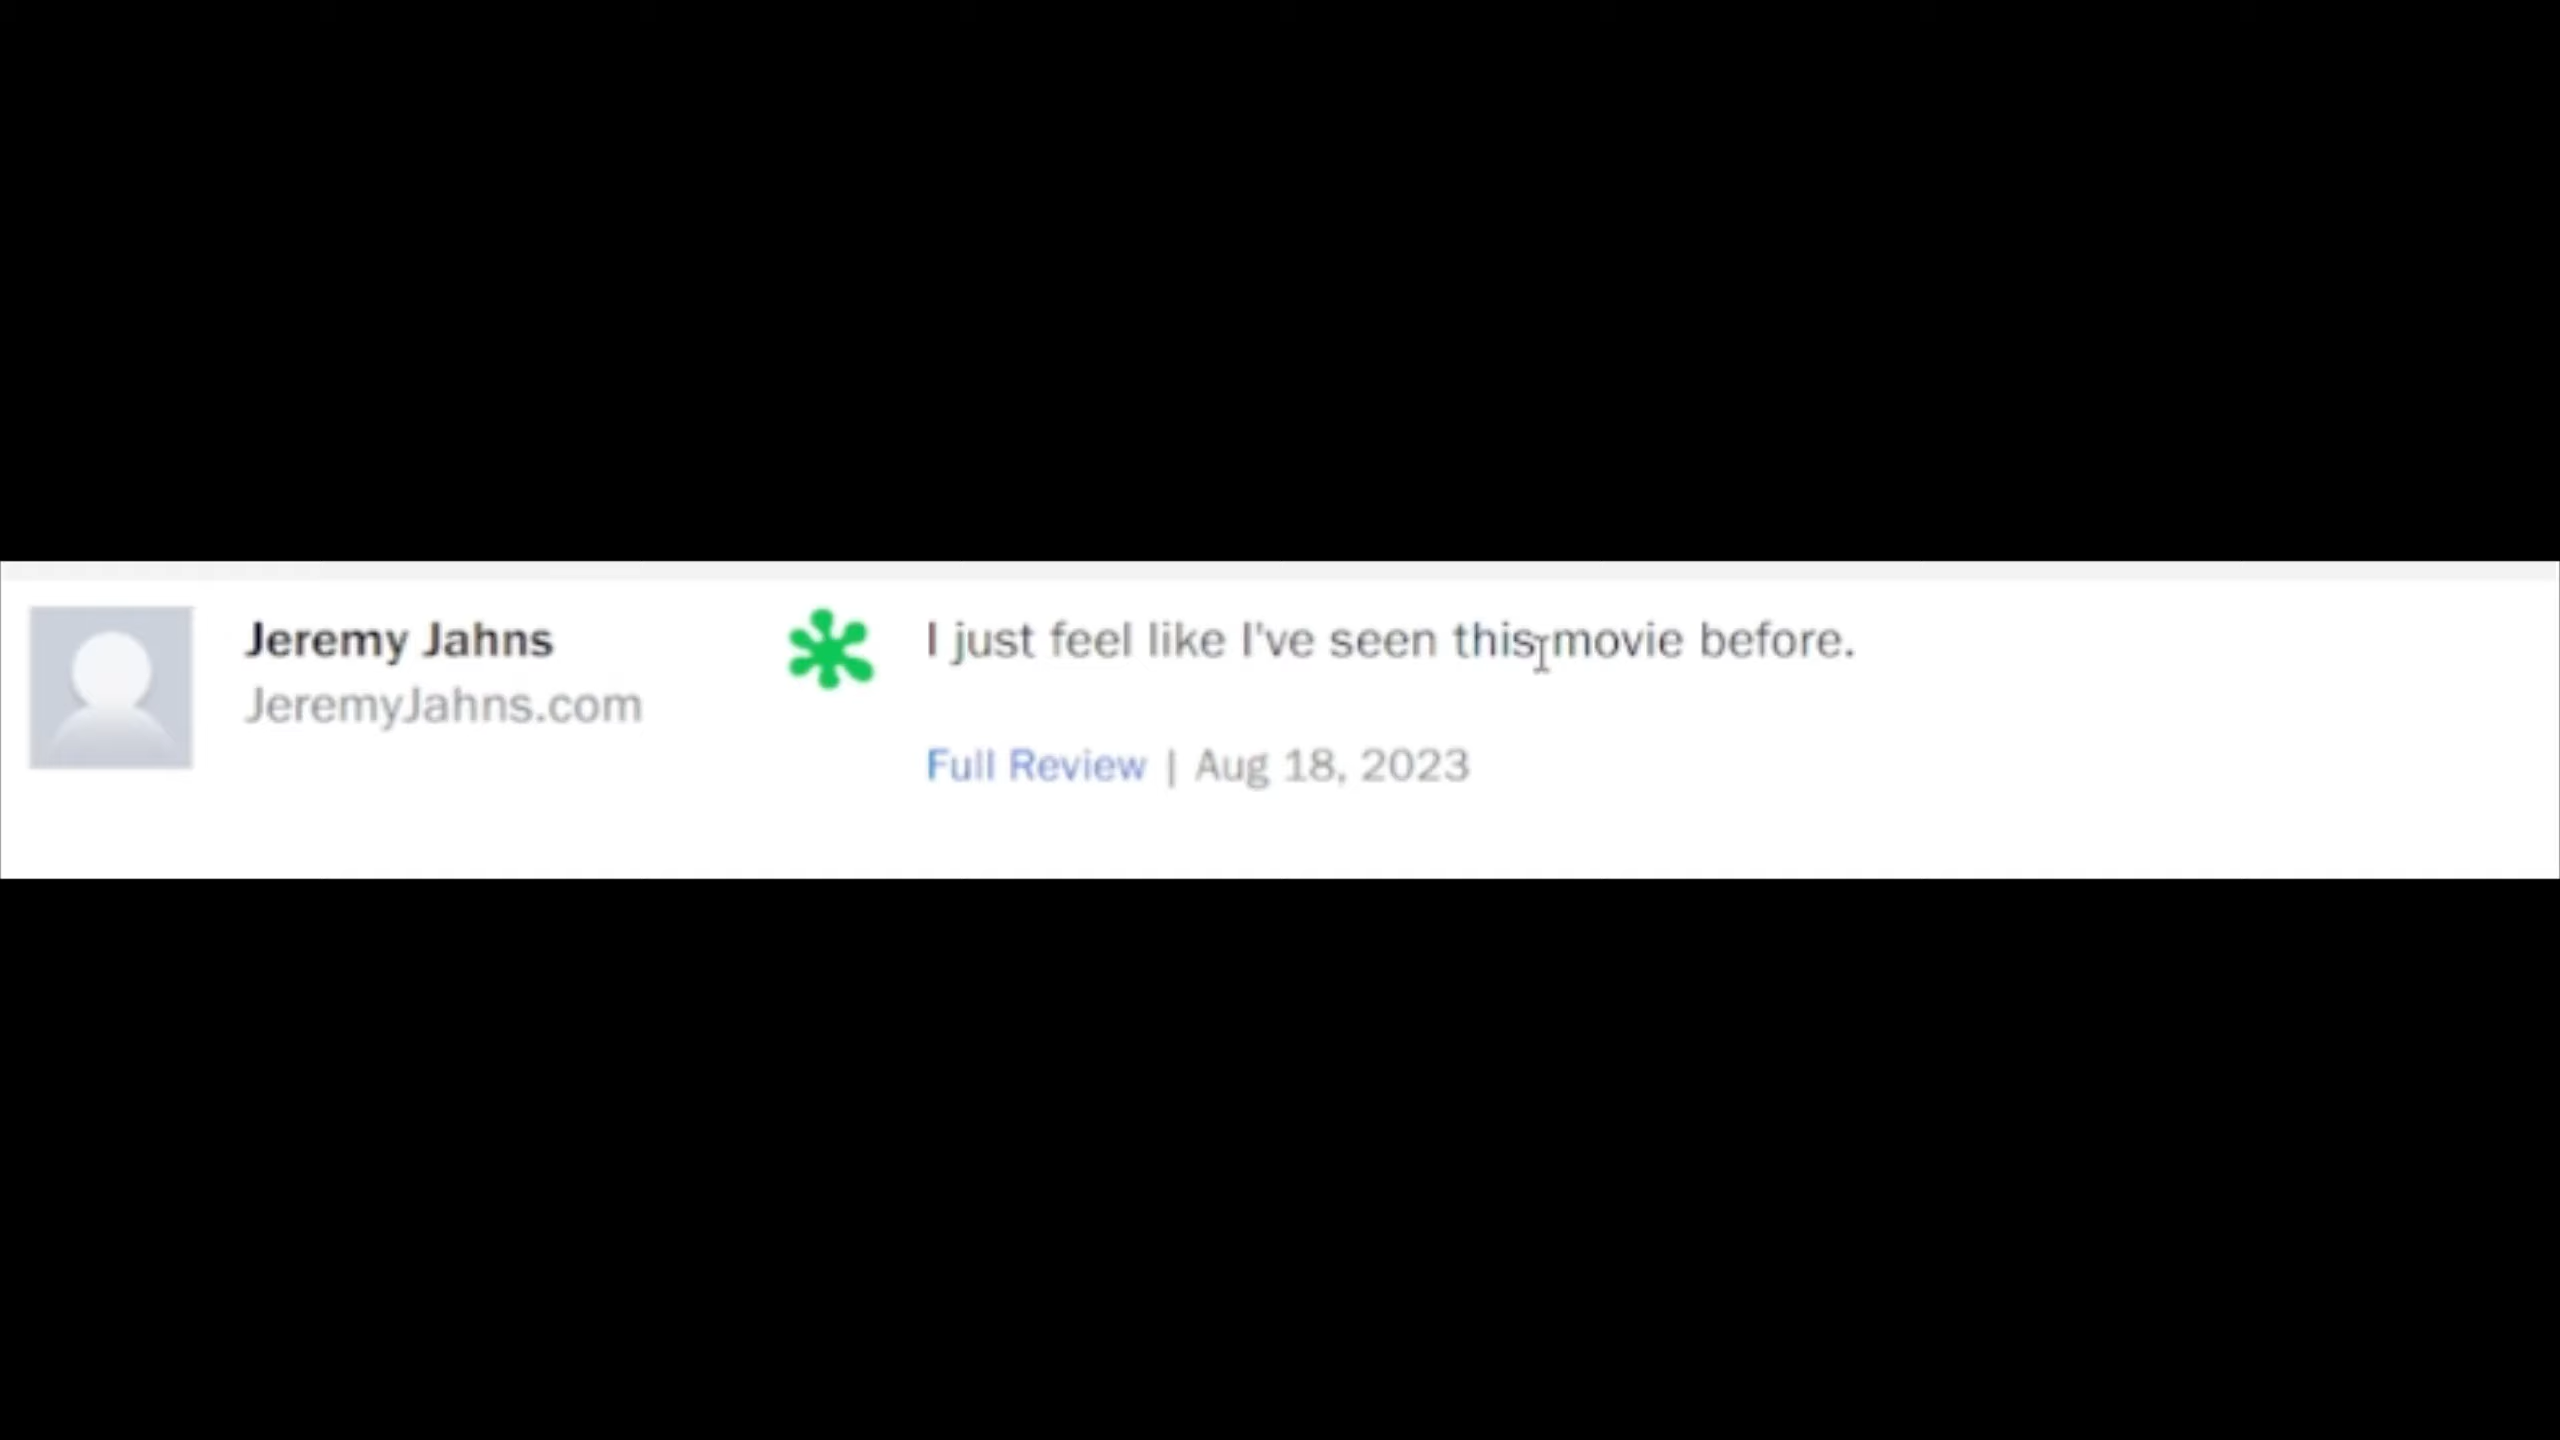 Jeremy Jahns
JeremyJahns.com
I just feel like I've seen this movie before.
Full Review | Aug 18, 2023